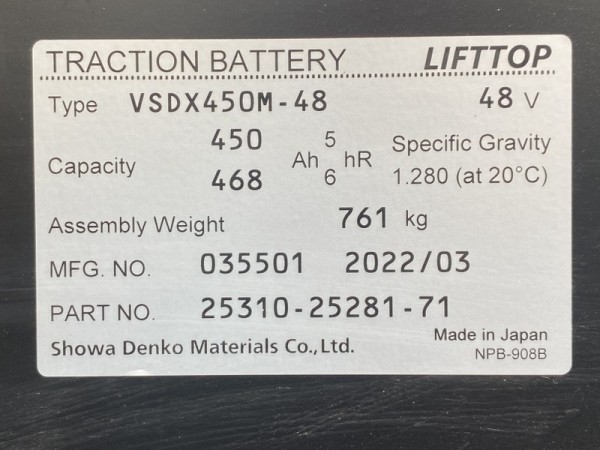 TRACTION BATTERY LIFTTOP
Type VSDX450M-48 48 V
Capacity 450 Ah 5 hR Specific Gravity
468 6 1.280 (at 20°C)
Assembly Weight 761 kg
MFG. NO. 035501 2022/03
PART NO. 25310-25281-71
Showa Denko Materials Co.,Ltd. Made in Japan
NPB-908B